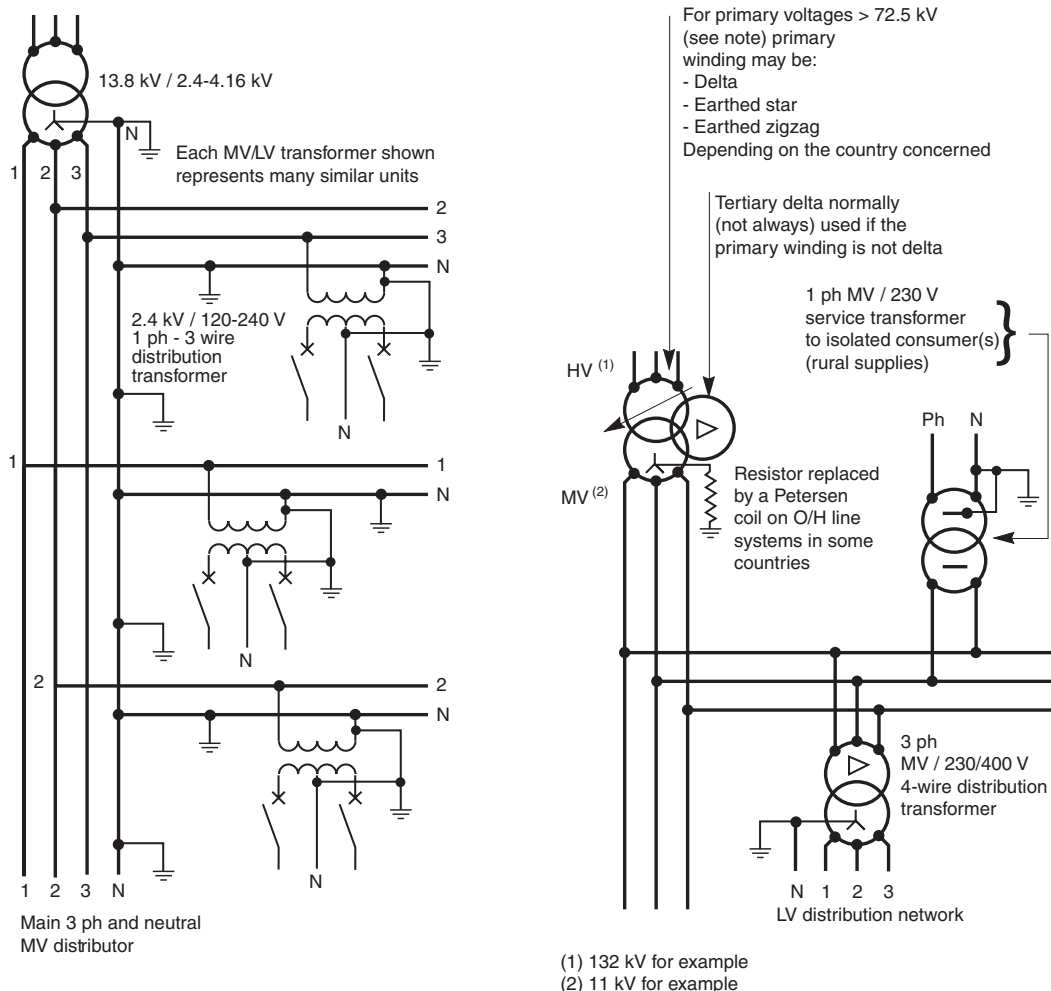 13.8 kV / 2.4-4.16 kV
N
Each MV/LV transformer shown
represents many similar units
1 2 3
2
3
N
2.4 kV / 120-240 V
1 ph - 3 wire
distribution
transformer
N
1
1
N
N
2
2
N
N
1 2 3 N
Main 3 ph and neutral
MV distributor
For primary voltages > 72.5 kV
(see note) primary
winding may be:
- Delta
- Earthed star
- Earthed zigzag
Depending on the country concerned
Tertiary delta normally
(not always) used if the
primary winding is not delta
1 ph MV / 230 V
service transformer
to isolated consumer(s)
(rural supplies)
}
HV (1)
MV (2)
Resistor replaced
by a Petersen
coil on O/H line
systems in some
countries
Ph N
3 ph
MV / 230/400 V
4-wire distribution
transformer
N 1 2 3
LV distribution network
(1) 132 kV for example
(2) 11 kV for example